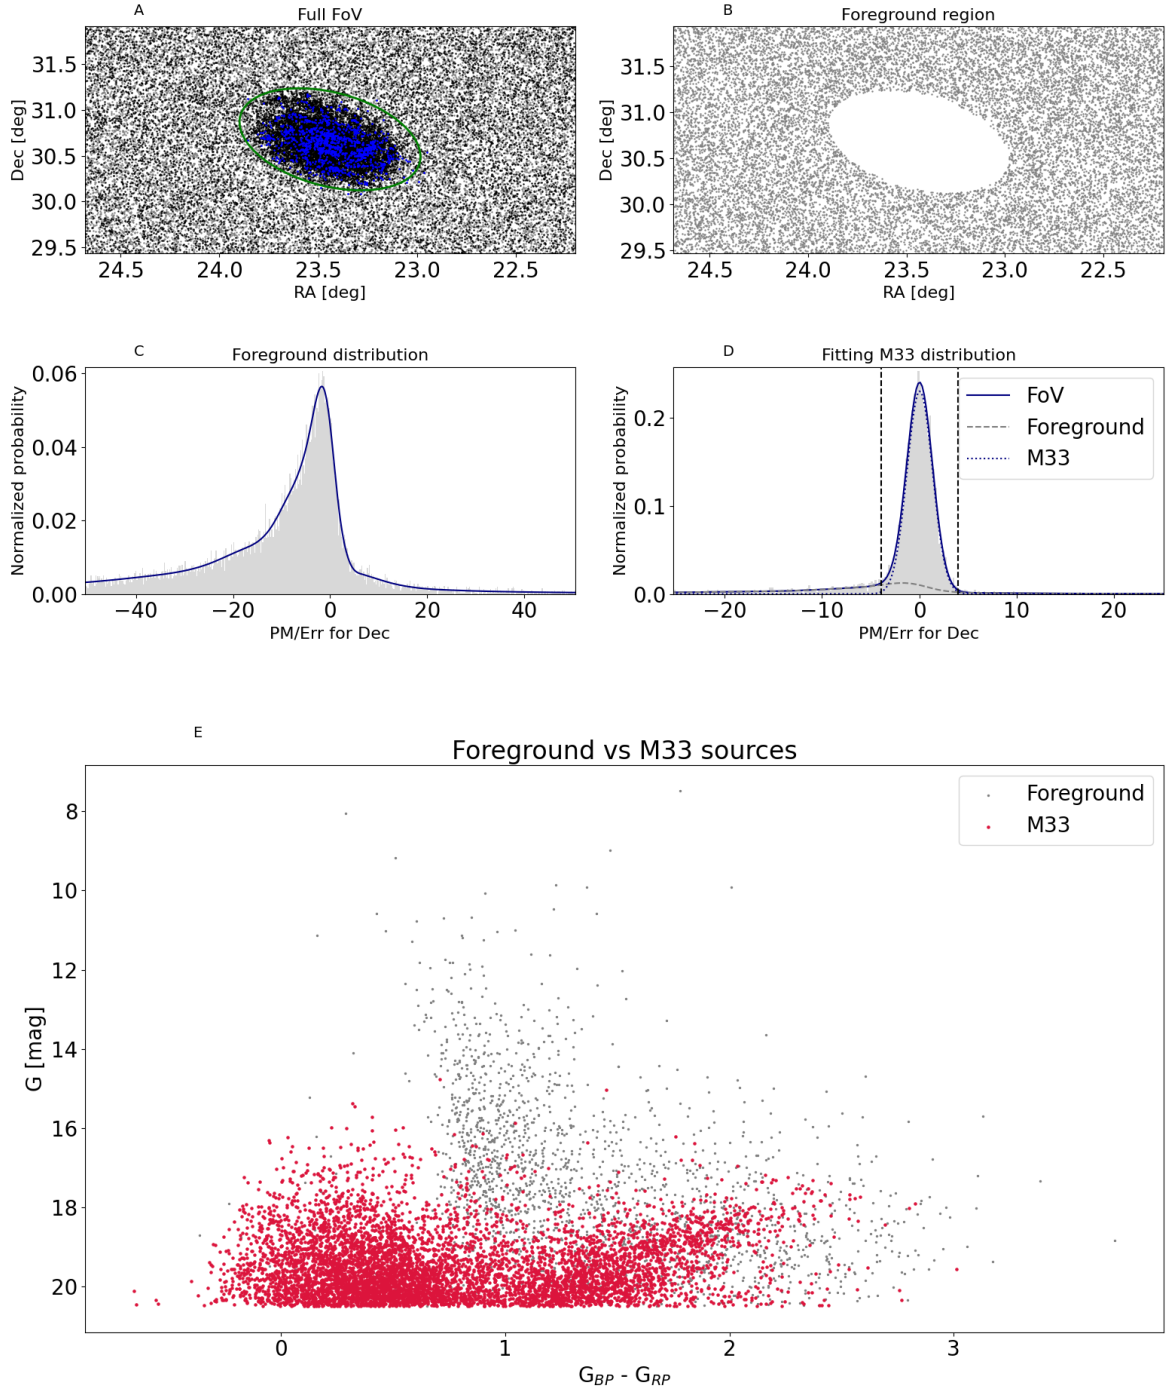 A
Full FoV
31.5
31.0
30.5
30.0
29.5
Dec [deg]
24.5 24.0 23.5 23.0 22.5
RA [deg]
B
Foreground region
31.5
31.0
30.5
30.0
29.5
Dec [deg]
24.5 24.0 23.5 23.0 22.5
RA [deg]
C
Foreground distribution
0.06
0.04
0.02
0.00
Normalized probability
−40 −20 0 20 40
PM/Err for Dec
D
Fitting M33 distribution
0.2
0.1
0.0
Normalized probability
FoV
Foreground
M33
−20 −10 0 10 20
PM/Err for Dec
E
Foreground vs M33 sources
8
10
12
14
16
18
20
G [mag]
Foreground
M33
0 1 2 3
G_BP - G_RP